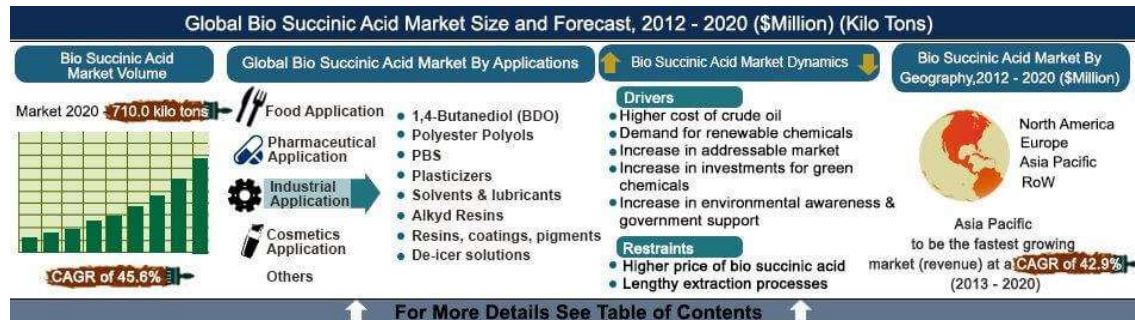 Global Bio Succinic Acid Market Size and Forecast, 2012 - 2020 ($Million) (Kilo Tons)
Bio Succinic Acid
Market Volume
Market 2020 - 710.0 kilo tons
CAGR of 45.6%
Global Bio Succinic Acid Market By Applications
Food Application
Pharmaceutical
Application
Industrial
Application
Cosmetics
Application
Others
• 1,4-Butanediol (BDO)
• Polyester Polyols
• PBS
• Plasticizers
• Solvents & lubricants
• Alkyd Resins
• Resins, coatings, pigments
• De-icer solutions
Bio Succinic Acid Market Dynamics
Drivers
• Higher cost of crude oil
• Demand for renewable chemicals
• Increase in addressable market
• Increase in investments for green
chemicals
• Increase in environmental awareness &
government support
Restraints
• Higher price of bio succinic acid
• Lengthy extraction processes
Bio Succinic Acid Market By
Geography,2012 - 2020 ($Million)
North America
Europe
Asia Pacific
RoW
Asia Pacific
to be the fastest growing
market (revenue) at a CAGR of 42.9%
(2013 - 2020)
For More Details See Table of Contents